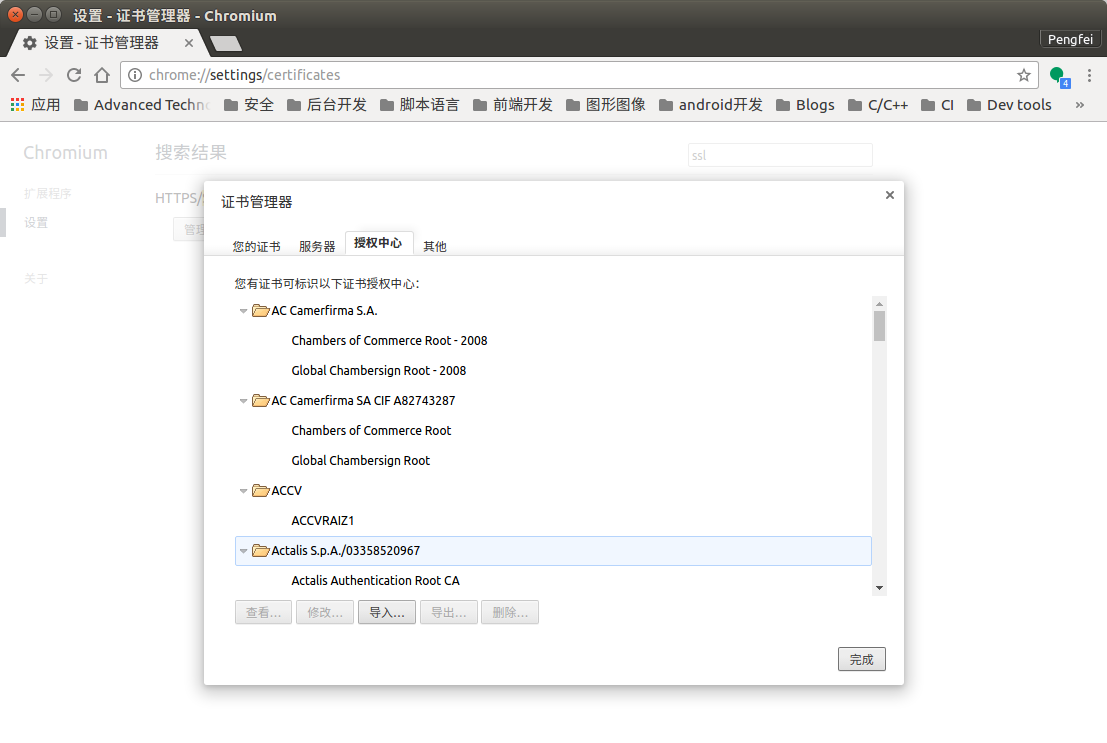 设置 - 证书管理器 - Chromium
设置 - 证书管理器
Pengfei
chrome://settings/certificates
4
应用 Advanced Techno 安全 后台开发 脚本语言 前端开发 图形图像 android开发 Blogs C/C++ CI Dev tools »
Chromium
搜索结果
ssl
扩展程序
HTTPS/
设置
管理
关于
证书管理器
您的证书 服务器 授权中心 其他
您有证书可标识以下证书授权中心：
AC Camerfirma S.A.
Chambers of Commerce Root - 2008
Global Chambersign Root - 2008
AC Camerfirma SA CIF A82743287
Chambers of Commerce Root
Global Chambersign Root
ACCV
ACCVRAIZ1
Actalis S.p.A./03358520967
Actalis Authentication Root CA
查看... 修改... 导入... 导出... 删除...
完成